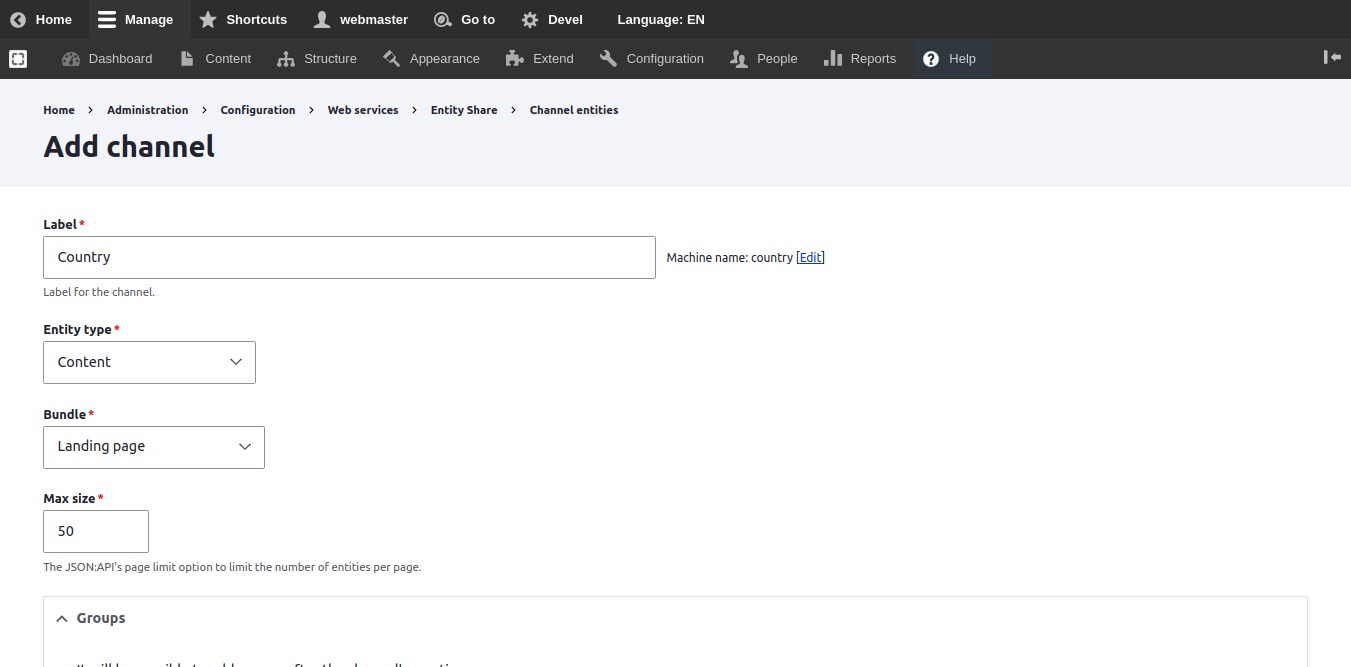 Home Manage Shortcuts webmaster Go to Devel Language: EN
Dashboard Content Structure Appearance Extend Configuration People Reports Help
Home › Administration › Configuration › Web services › Entity Share › Channel entities
Add channel
Label*
Country
Machine name: country [Edit]
Label for the channel.
Entity type*
Content
Bundle*
Landing page
Max size*
50
The JSON:API's page limit option to limit the number of entities per page.
Groups